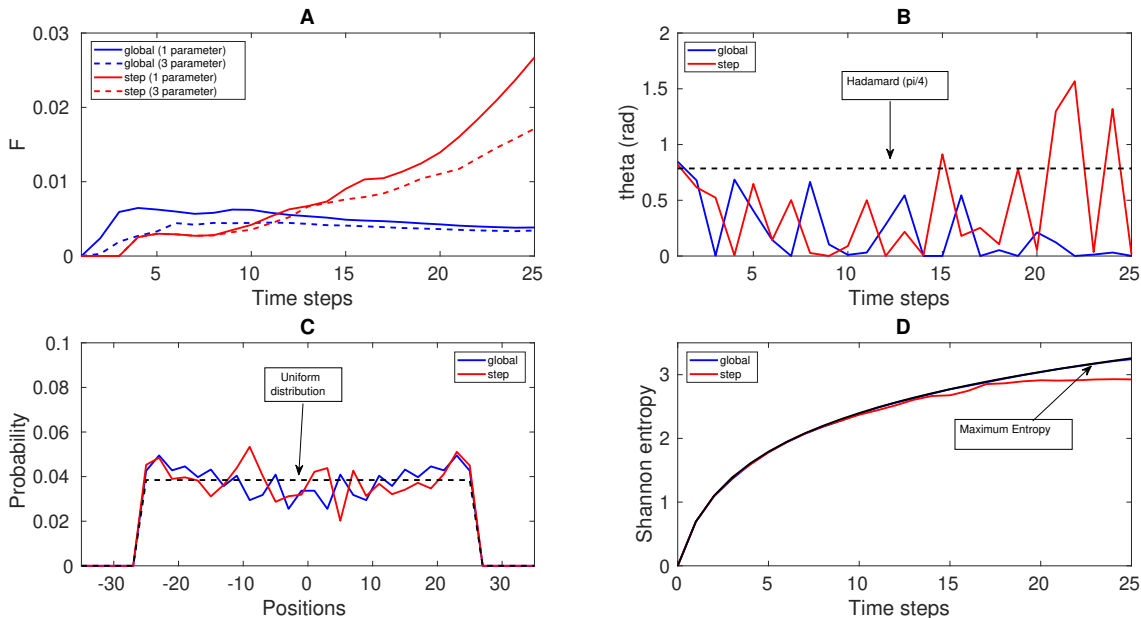 A
0.03
0.02
0.01
0
F
global (1 parameter)
global (3 parameter)
step (1 parameter)
step (3 parameter)
5
10
15
20
25
Time steps
B
2
1.5
1
0.5
0
theta (rad)
global
step
Hadamard (pi/4)
5
10
15
20
25
Time steps
C
0.1
0.08
0.06
0.04
0.02
0
Probability
global
step
Uniform
distribution
-30
-20
-10
0
10
20
30
Positions
D
3
2
1
0
Shannon entropy
global
step
Maximum Entropy
0
5
10
15
20
25
Time steps